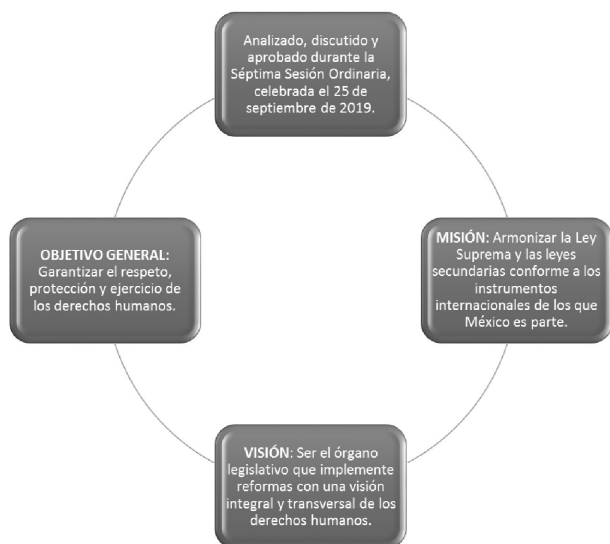 Analizado, discutido y
aprobado durante la
Séptima Sesión Ordinaria,
celebrada el 25 de
septiembre de 2019.
OBJETIVO GENERAL:
Garantizar el respeto,
protección y ejercicio de
los derechos humanos.
MISIÓN: Armonizar la Ley
Suprema y las leyes
secundarias conforme a los
instrumentos
internacionales de los que
México es parte.
VISIÓN: Ser el órgano
legislativo que implemente
reformas con una visión
integral y transversal de los
derechos humanos.